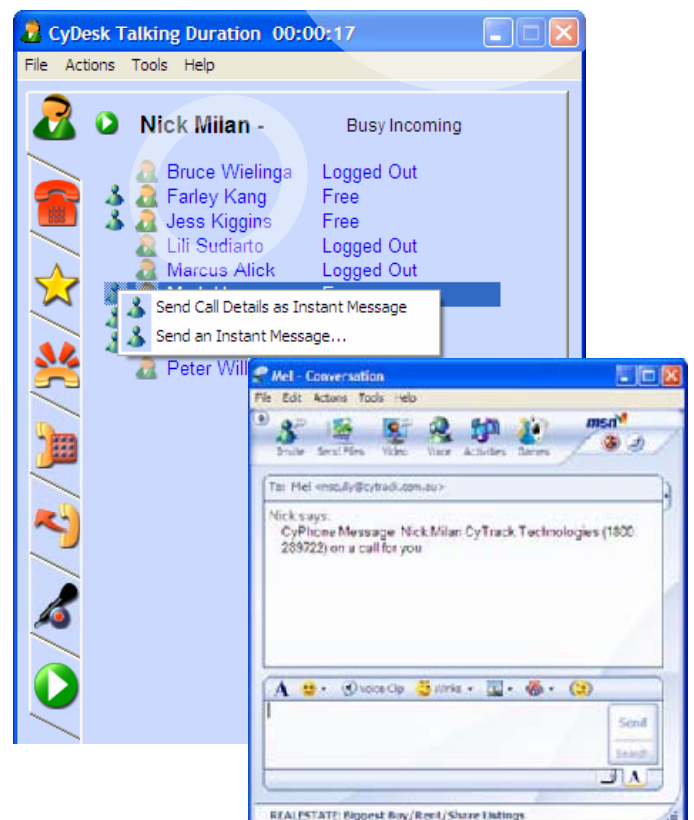 CyDesk Talking Duration 00:00:17
File Actions Tools Help
Nick Milan - Busy Incoming
Bruce Wielinga Logged Out
Farley Kang Free
Jess Kiggins Free
Lili Sudiarto Logged Out
Marcus Alick Logged Out
Send Call Details as Instant Message
Send an Instant Message...
Peter Will
Mel - Conversation
File Edit Actions Tools Help
msn
Invite Send Files Video Voice Activities Games
To: Mel <mscully@cytrack.com.au>
Nick says:
CyPhone Message: Nick Milan CyTrack Technologies (1800
289722) on a call for you
A Voice Clip Winks
Send
Search
A
REALESTATE: Biggest Buy/Rent/Share Listings